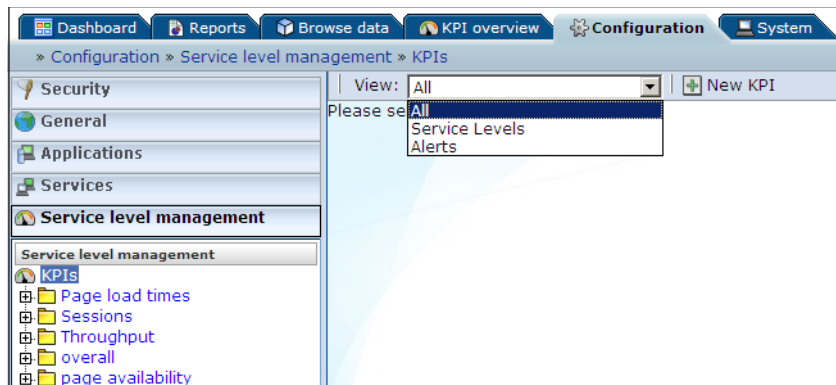 Dashboard Reports Browse data KPI overview Configuration System
» Configuration » Service level management » KPIs
Security
View: All New KPI
Please se
All
General
Service Levels
Alerts
Applications
Services
Service level management
Service level management
KPIs
Page load times
Sessions
Throughput
overall
page availability